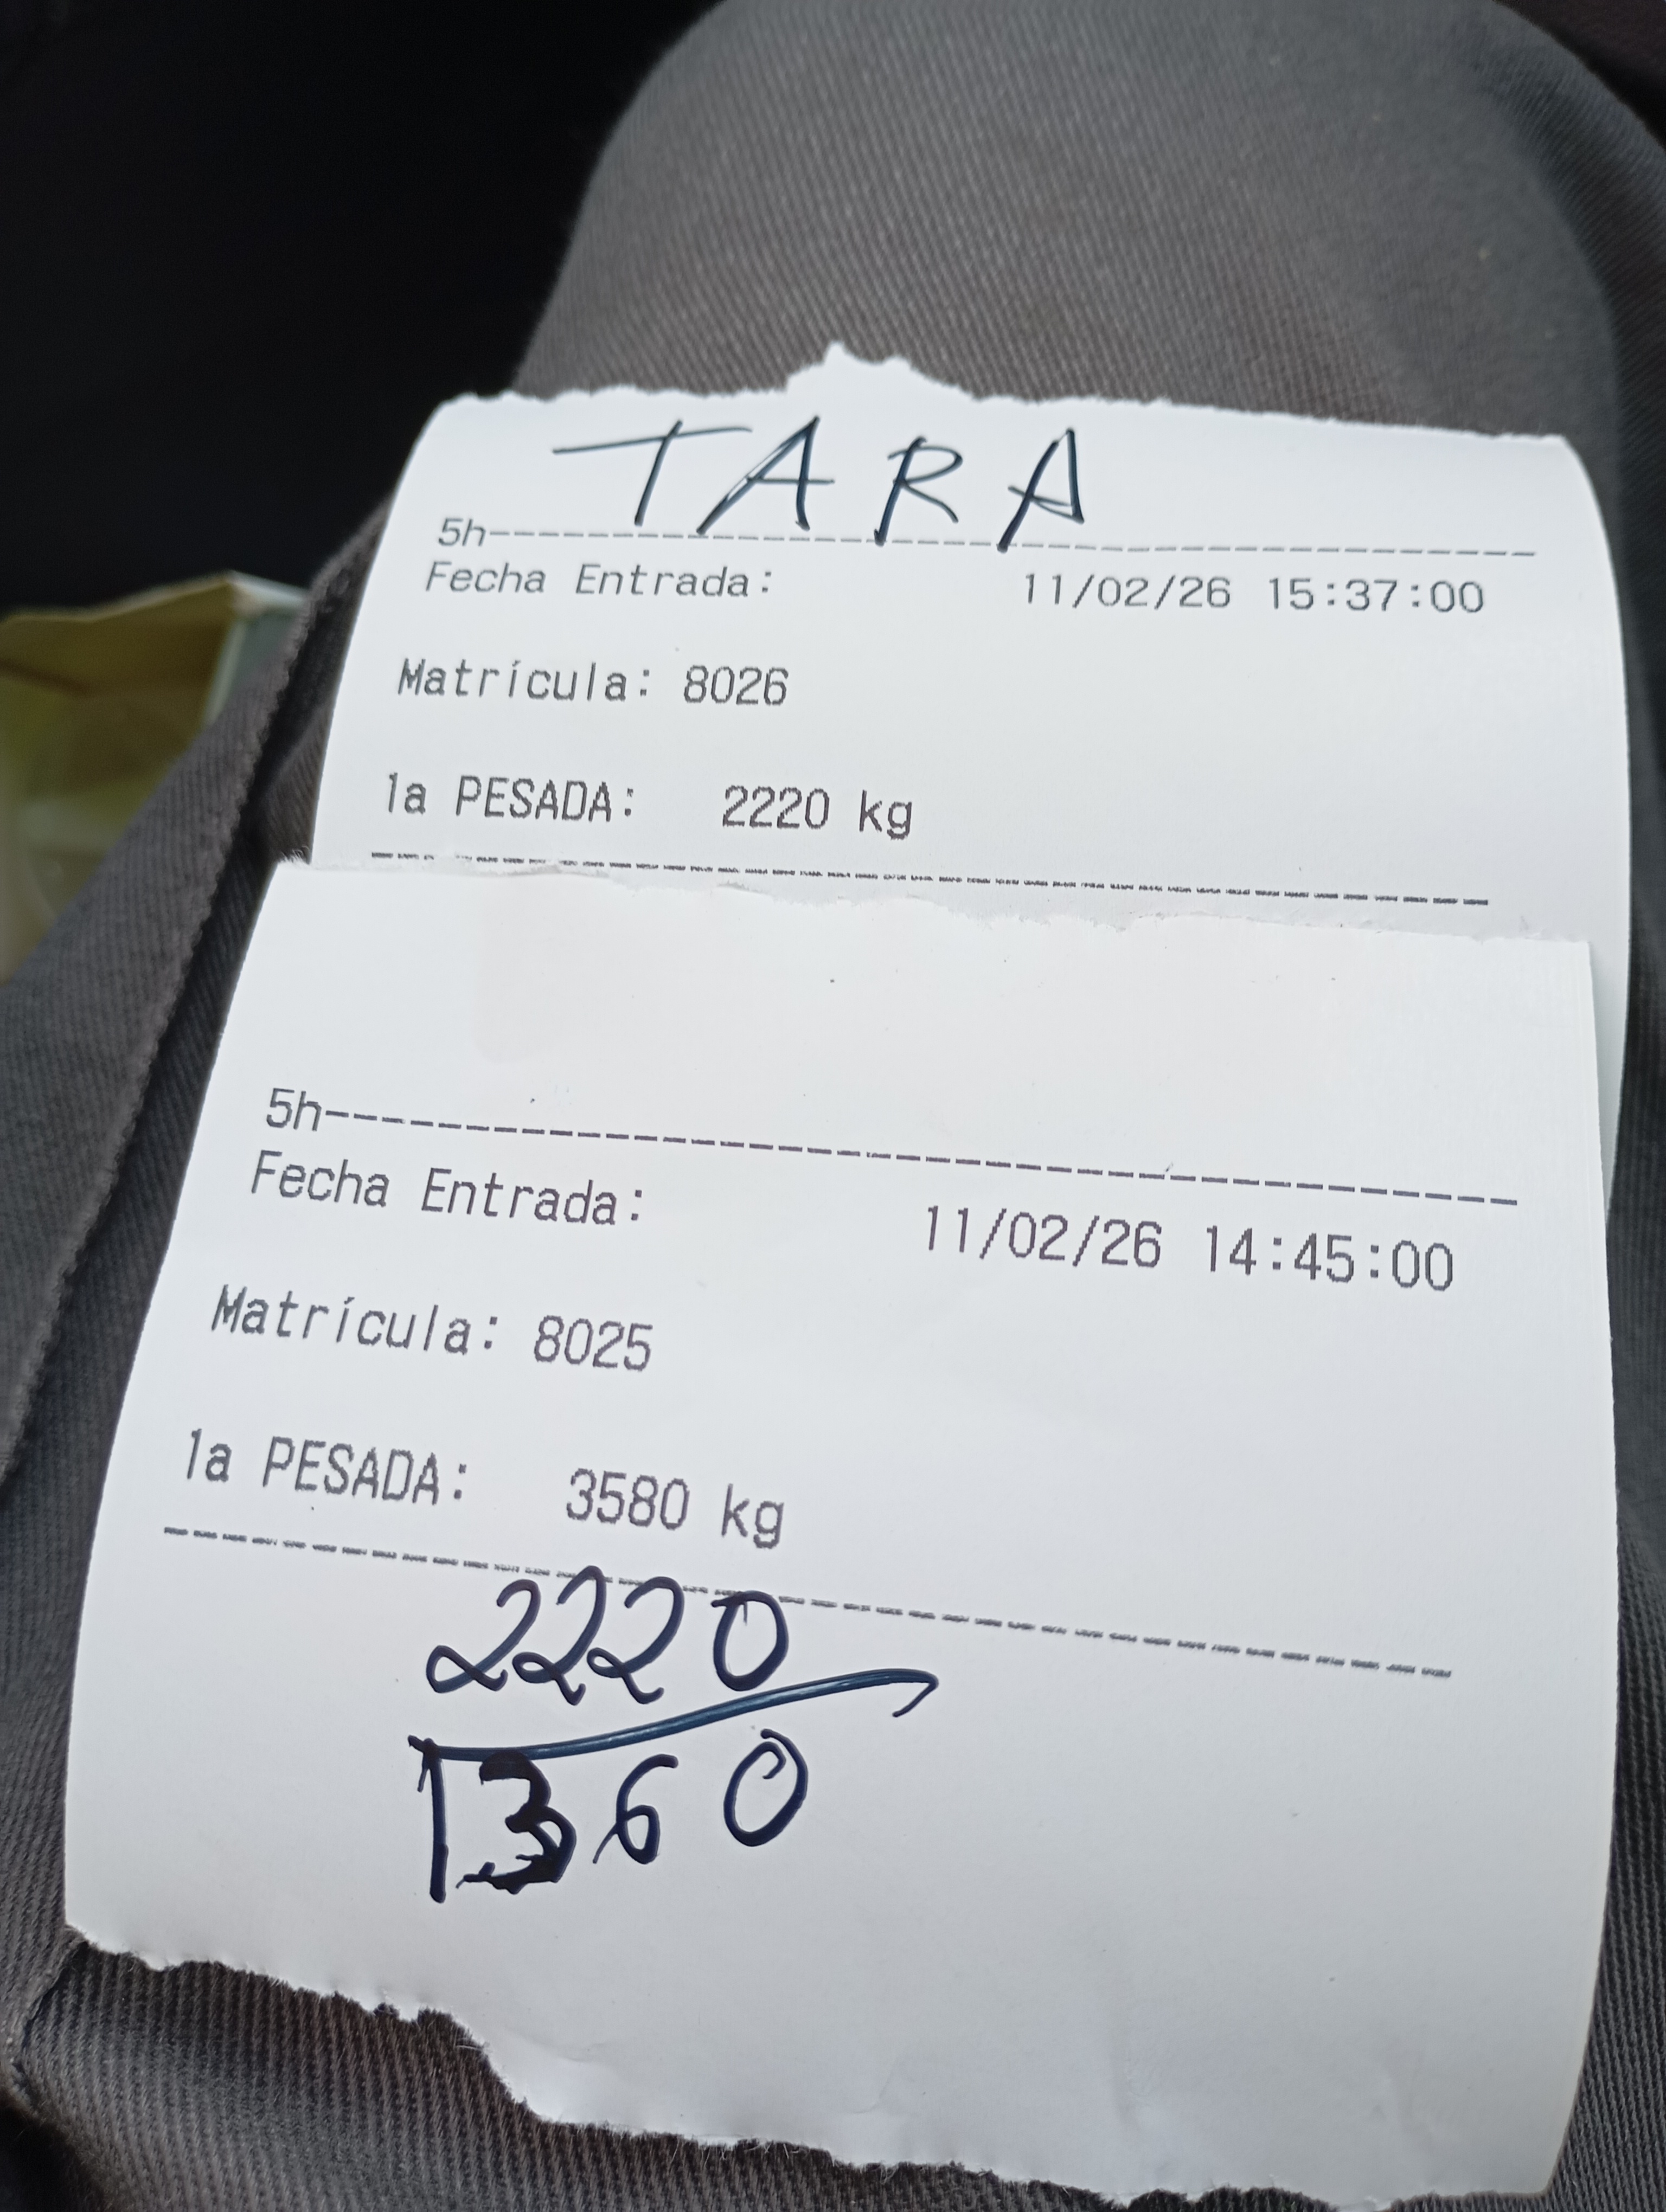 TARA
5h--------------------------------------
Fecha Entrada: 11/02/26 15:37:00
Matrícula: 8026
1a PESADA: 2220 kg
----------------------------------------
5h--------------------------------------
Fecha Entrada: 11/02/26 14:45:00
Matrícula: 8025
1a PESADA: 3580 kg
----------------------------------------
2220
1360